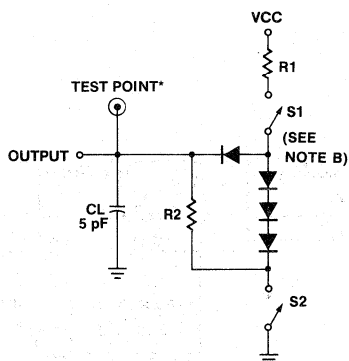 VCC
R1
TEST POINT*
S1
(SEE
NOTE B)
OUTPUT
CL
5 pF
R2
S2